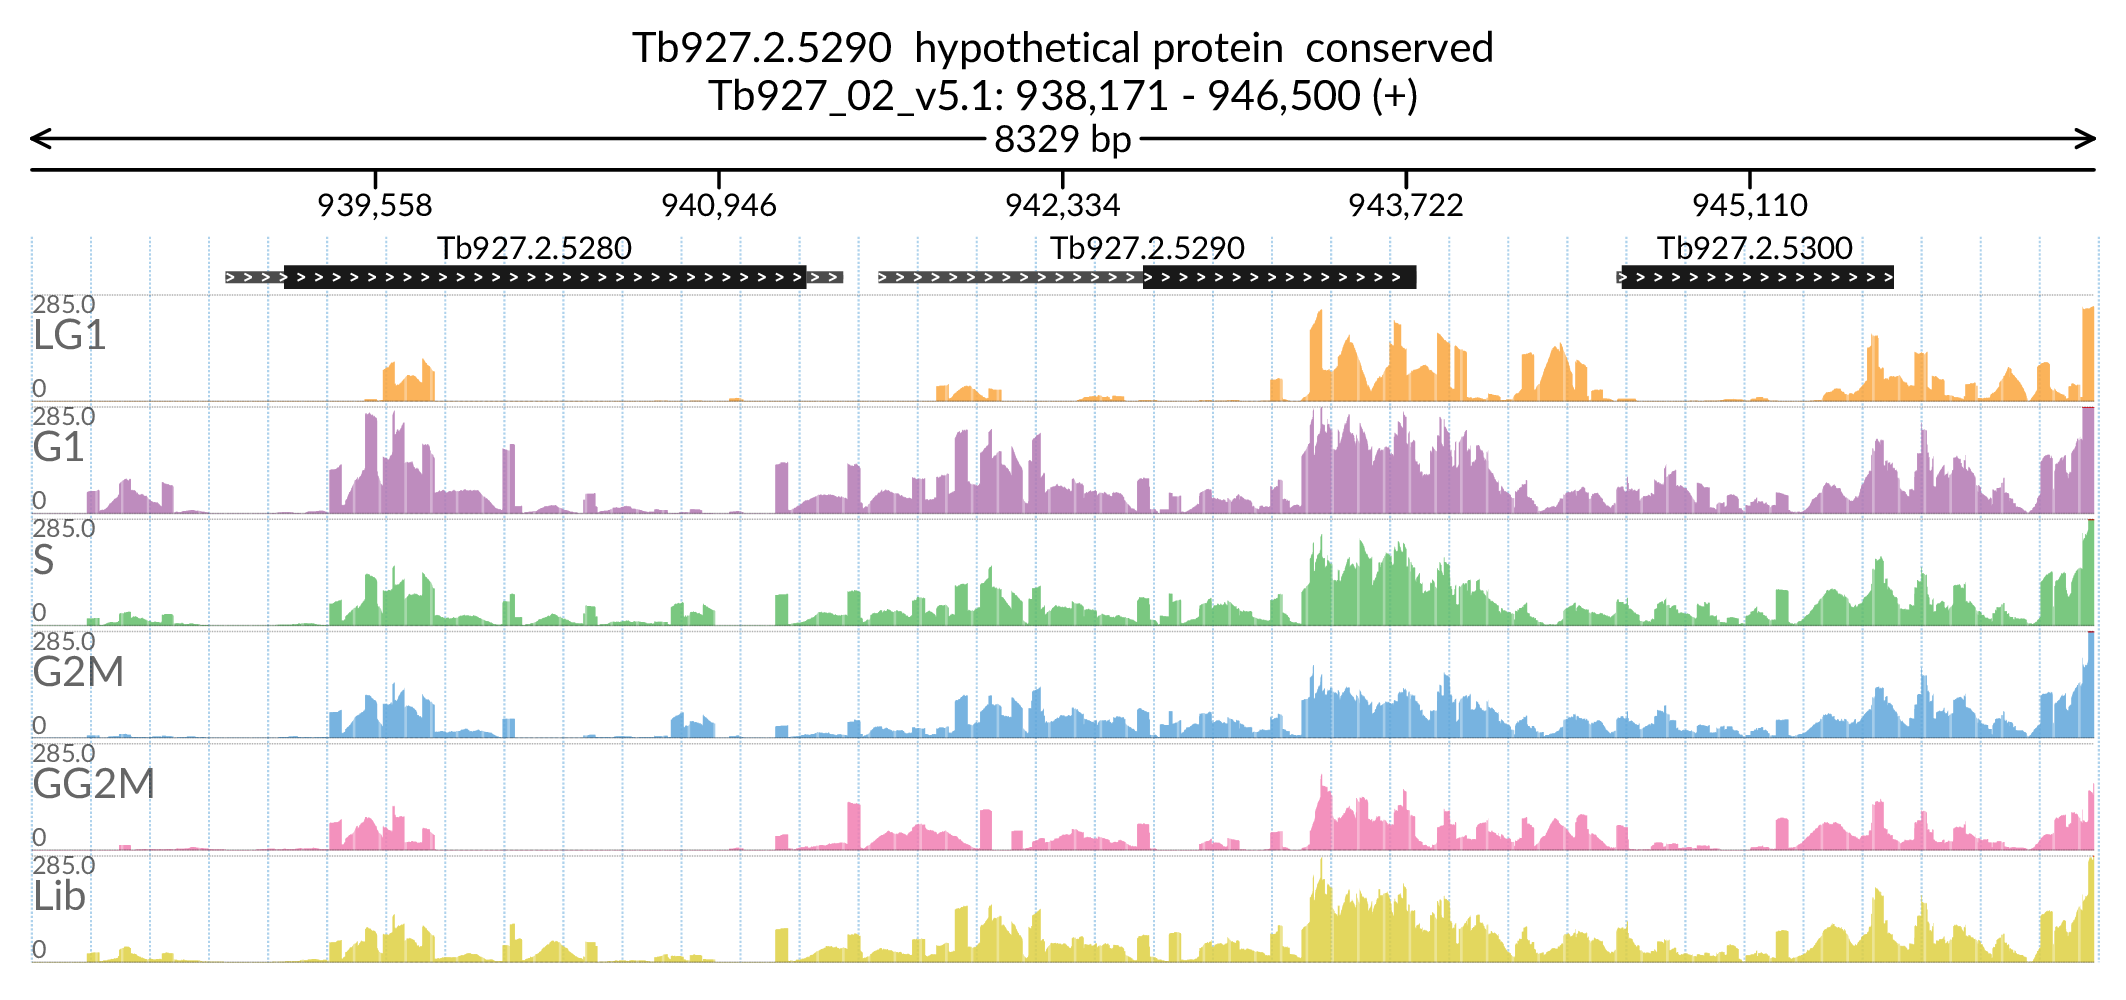 Tb927.2.5290  hypothetical protein  conserved
Tb927_02_v5.1: 938,171 - 946,500 (+)
8329 bp
939,558 940,946 942,334 943,722 945,110
Tb927.2.5280 Tb927.2.5290 Tb927.2.5300
285.0
LG1
0
285.0
G1
0
285.0
S
0
285.0
G2M
0
285.0
GG2M
0
285.0
Lib
0